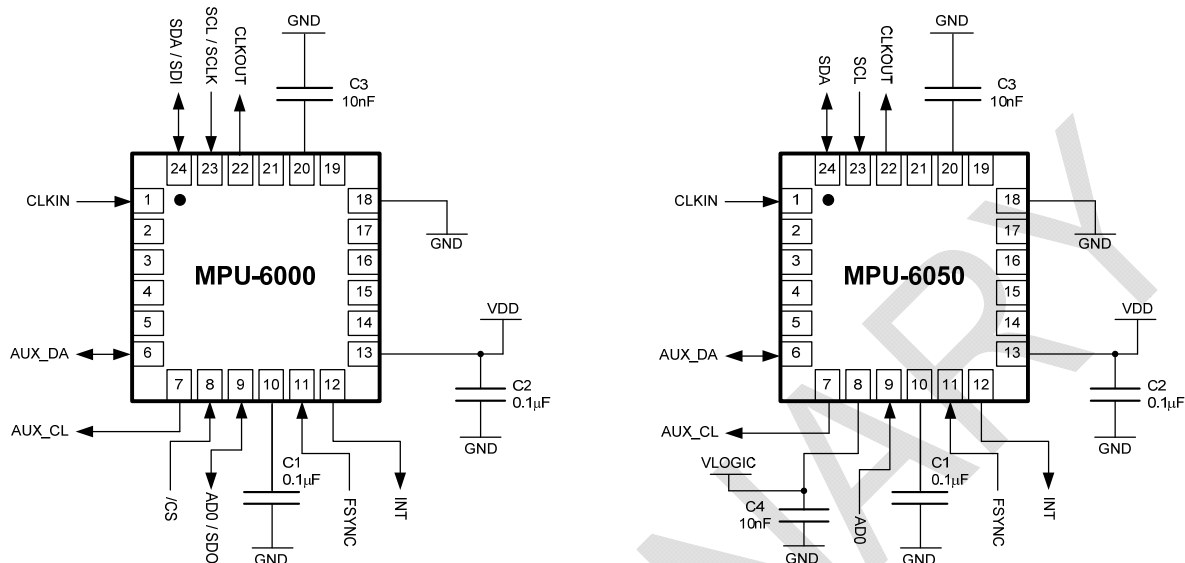 GND
SDA / SDI
SCL / SCLK
CLKOUT
C3
10nF
24 23 22 21 20 19
CLKIN
1
2
3
4
5
6
18
17
16
15
14
13
MPU-6000
GND
VDD
AUX_DA
C2
0.1µF
GND
7 8 9 10 11 12
AUX_CL
/CS
AD0 / SDO
C1
0.1µF
GND
FSYNC
INT
GND
SDA
SCL
CLKOUT
C3
10nF
24 23 22 21 20 19
CLKIN
1
2
3
4
5
6
18
17
16
15
14
13
MPU-6050
GND
VDD
AUX_DA
C2
0.1µF
GND
7 8 9 10 11 12
AUX_CL
VLOGIC
C4
10nF
GND
AD0
C1
0.1µF
GND
FSYNC
INT
NARY